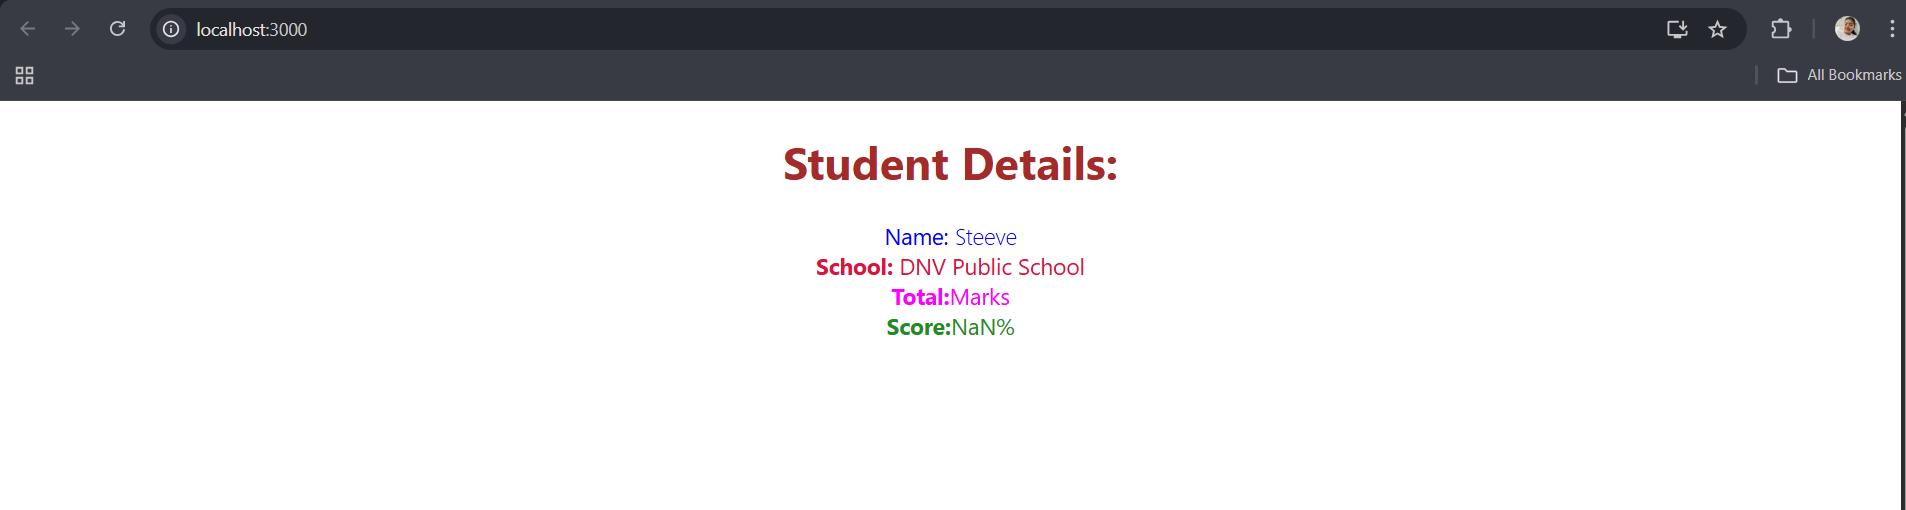 localhost:3000
All Bookmarks
Student Details:
Name: Steeve
School: DNV Public School
Total:Marks
Score:NaN%